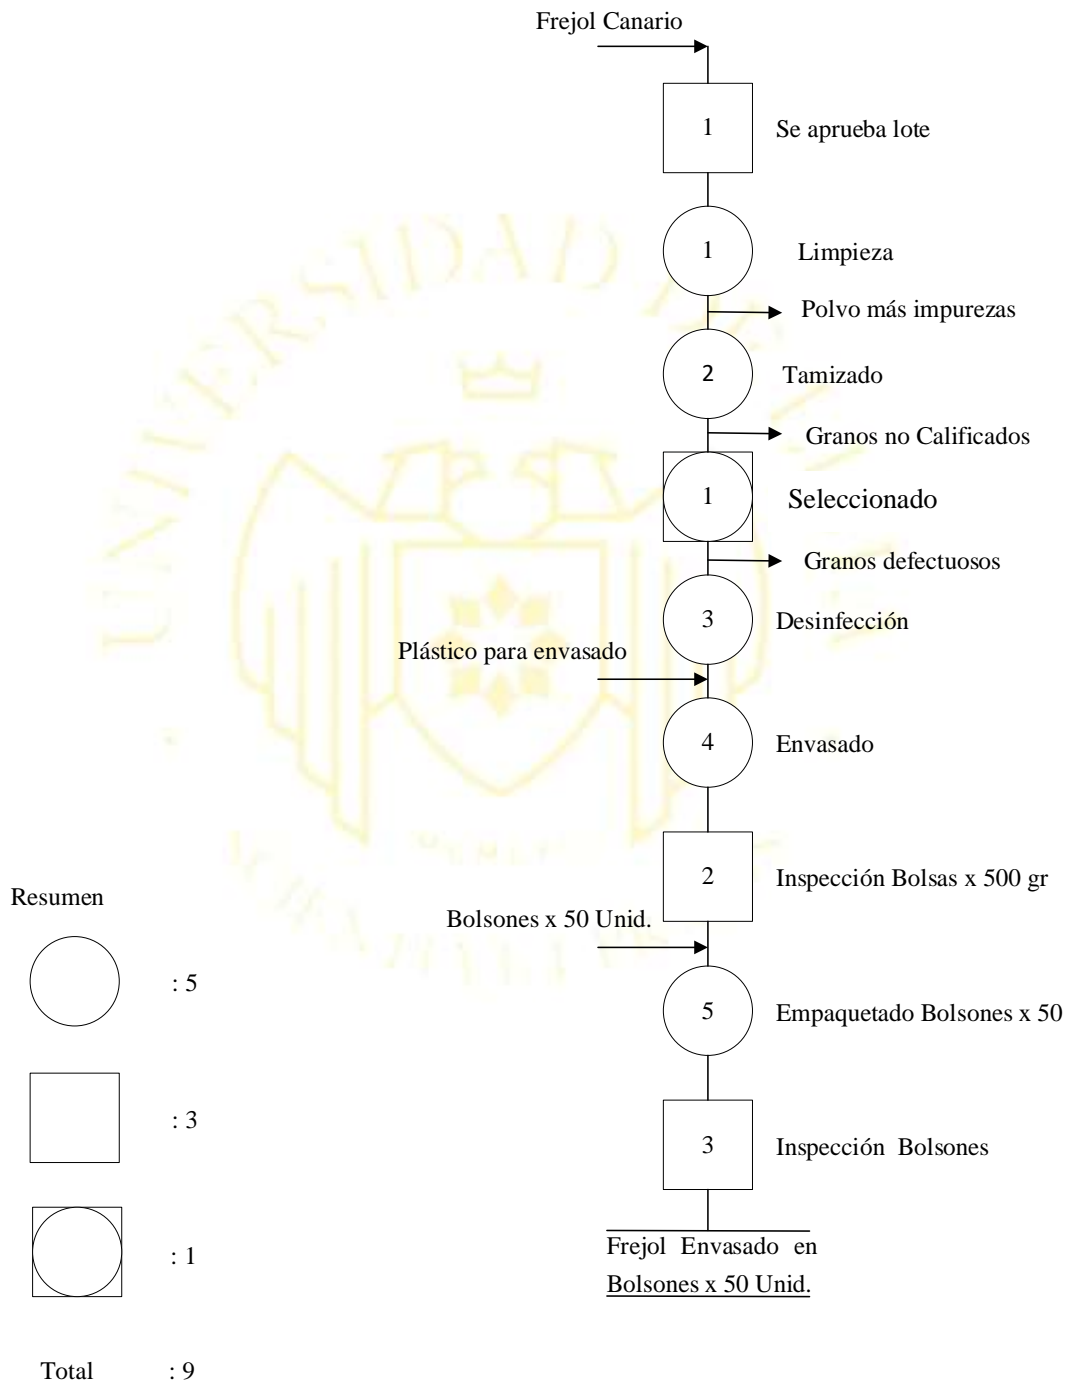 Frejol Canario
1
Se aprueba lote
1
Limpieza
Polvo más impurezas
2
Tamizado
Granos no Calificados
1
Seleccionado
Granos defectuosos
3
Desinfección
Plástico para envasado
4
Envasado
2
Inspección Bolsas x 500 gr
Bolsones x 50 Unid.
5
Empaquetado Bolsones x 50
3
Inspección Bolsones
Frejol Envasado en
Bolsones x 50 Unid.
Resumen
: 5
: 3
: 1
Total : 9